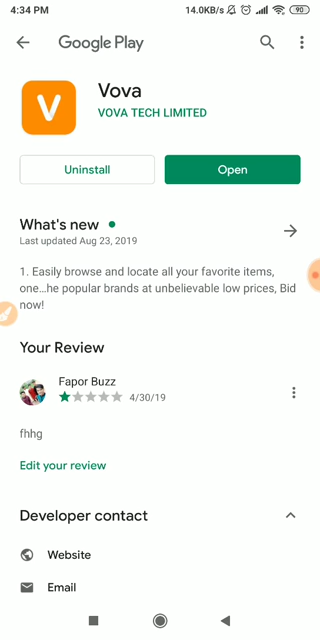 4:34 PM 14.0KB/s 90
Google Play
V
Vova
VOVA TECH LIMITED
Uninstall Open
What's new
Last updated Aug 23, 2019
1. Easily browse and locate all your favorite items,
one...he popular brands at unbelievable low prices, Bid
now!
Your Review
Fapor Buzz
4/30/19
fhhg
Edit your review
Developer contact
Website
Email